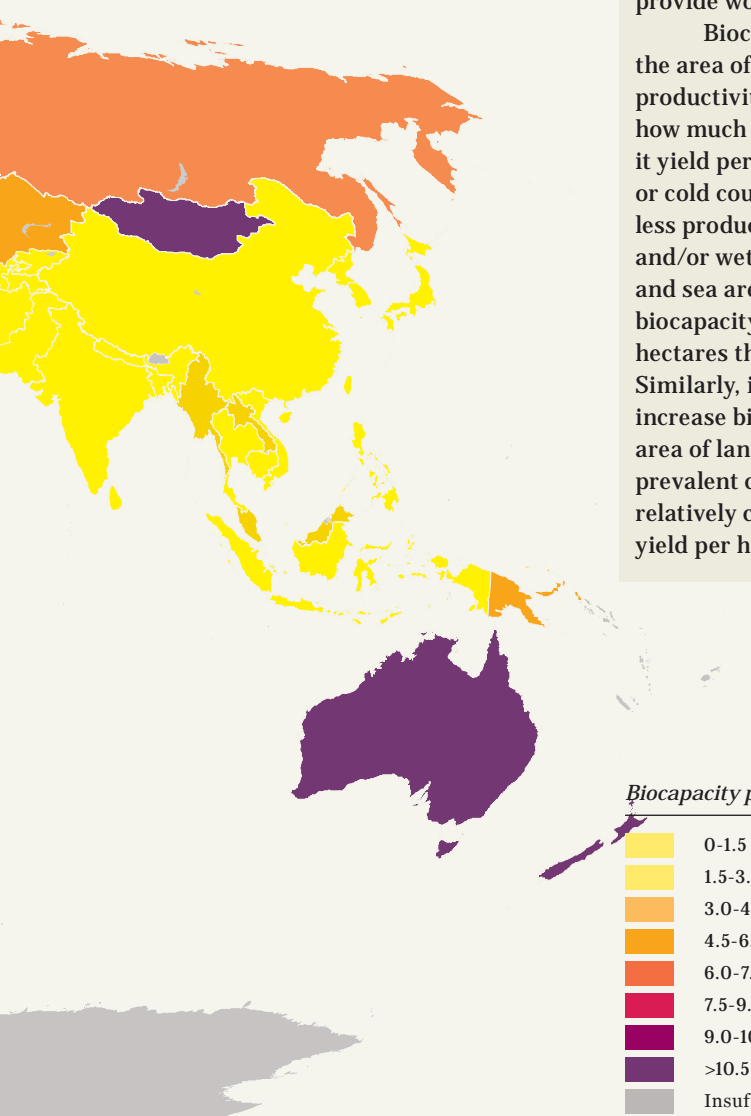 provide wo
Bioc
the area of
productivit
how much
it yield per
or cold cou
less produc
and/or wet
and sea are
biocapacity
hectares th
Similarly, i
increase bi
area of lan
prevalent c
relatively c
yield per h
Biocapacity p
0-1.5
1.5-3.
3.0-4
4.5-6.
6.0-7.
7.5-9.
9.0-10
>10.5
Insuf